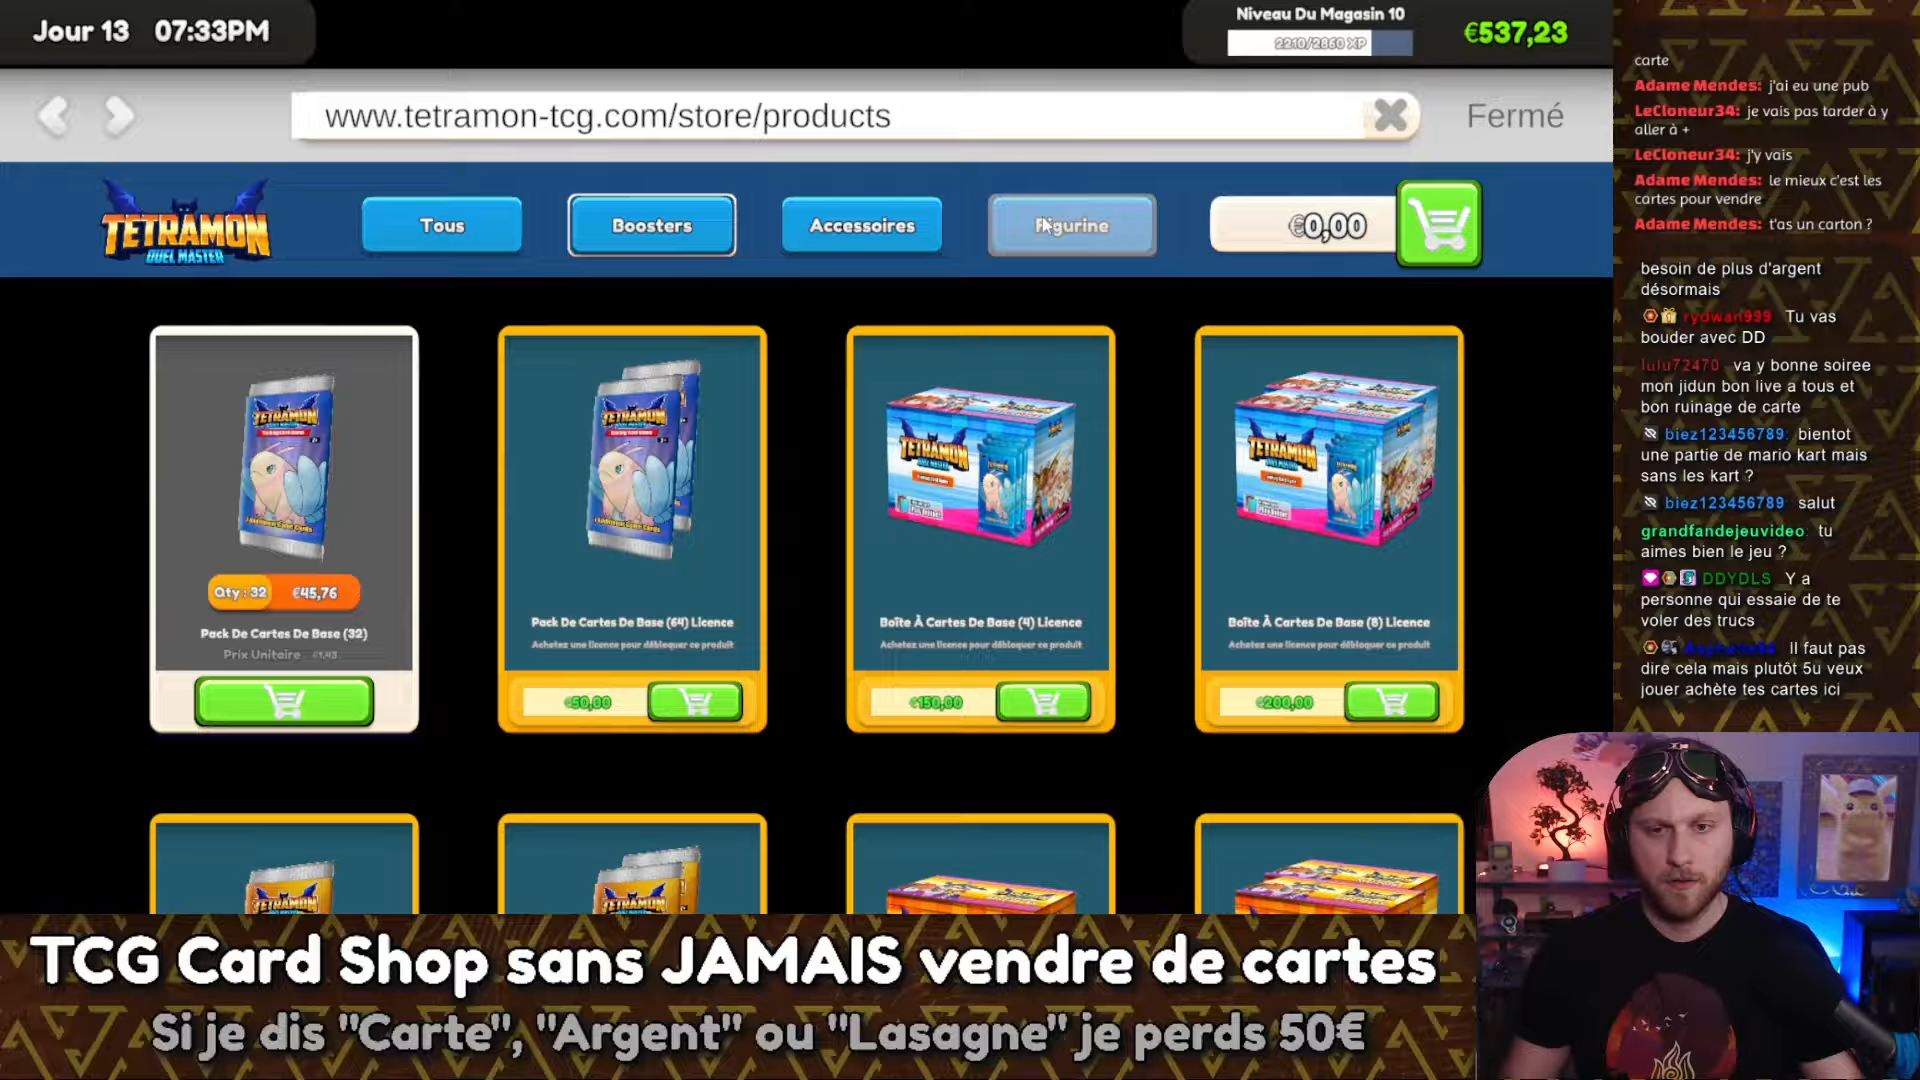 Jour 13 07:33PM
Niveau Du Magasin 10
2210/2860 XP
€537,23
www.tetramon-tcg.com/store/products
Fermé
TETRAMON
DUEL MASTER
Tous
Boosters
Accessoires
Figurine
€0,00
Qty : 32 €45,76
Pack De Cartes De Base (32)
Prix Unitaire €1,43
Pack De Cartes De Base (64) Licence
Achetez une licence pour débloquer ce produit
€50,00
Boîte À Cartes De Base (4) Licence
Achetez une licence pour débloquer ce produit
€150,00
Boîte À Cartes De Base (8) Licence
Achetez une licence pour débloquer ce produit
€200,00
carte
Adame Mendes: j'ai eu une pub
LeCloneur34: je vais pas tarder à y
aller à +
LeCloneur34: j'y vais
Adame Mendes: le mieux c'est les
cartes pour vendre
Adame Mendes: t'as un carton ?
besoin de plus d'argent
désormais
rydwan999 Tu vas
bouder avec DD
lulu72470 va y bonne soiree
mon jidun bon live a tous et
bon ruinage de carte
biez123456789: bientot
une partie de mario kart mais
sans les kart ?
biez123456789: salut
grandfandejeuvideo: tu
aimes bien le jeu ?
DDYDLS Y a
personne qui essaie de te
voler des trucs
Il faut pas
dire cela mais plutôt 5u veux
jouer achète tes cartes ici
TCG Card Shop sans JAMAIS vendre de cartes
Si je dis "Carte", "Argent" ou "Lasagne" je perds 50€